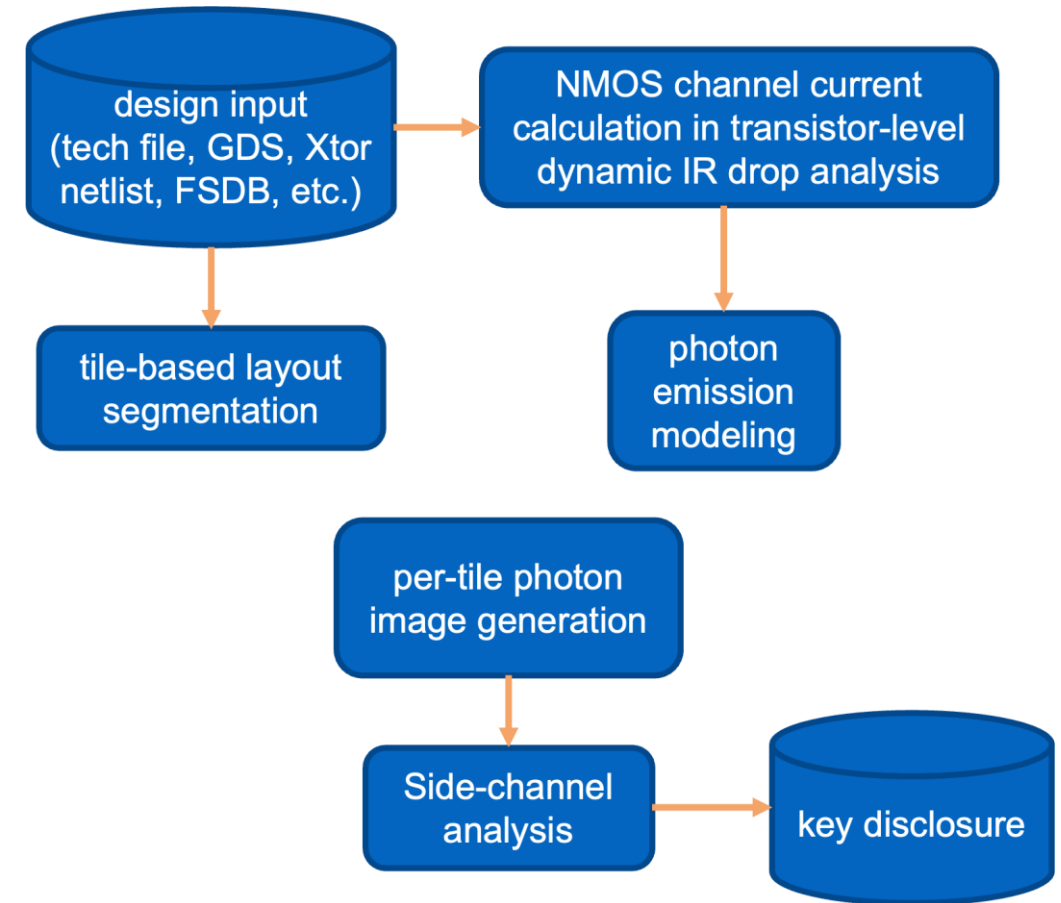 design input
(tech file, GDS, Xtor
netlist, FSDB, etc.)
NMOS channel current
calculation in transistor-level
dynamic IR drop analysis
tile-based layout
segmentation
photon
emission
modeling
per-tile photon
image generation
Side-channel
analysis
key disclosure